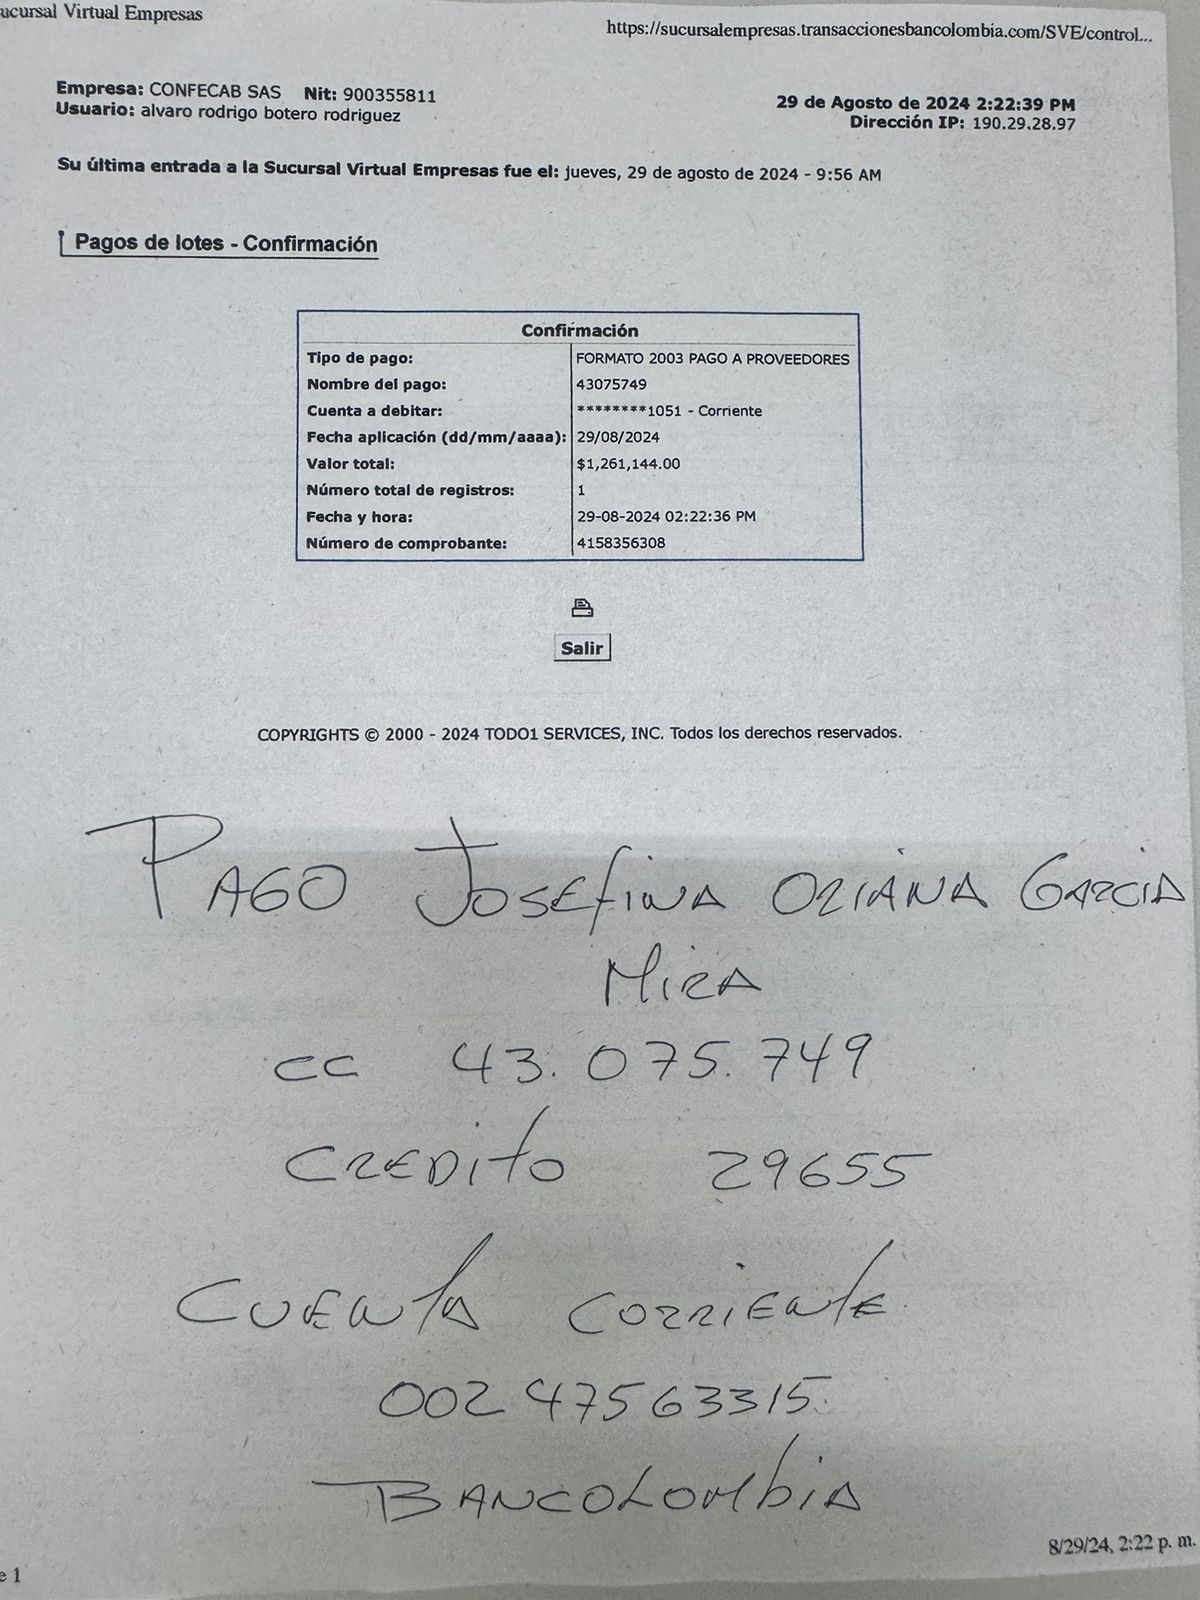 ucursal Virtual Empresas
https://sucursalempresas.transaccionesbancolombia.com/SVE/control...
Empresa: CONFECAB SAS Nit: 900355811
Usuario: alvaro rodrigo botero rodriguez
29 de Agosto de 2024 2:22:39 PM
Dirección IP: 190.29.28.97
Su última entrada a la Sucursal Virtual Empresas fue el: jueves, 29 de agosto de 2024 - 9:56 AM
Pagos de lotes - Confirmación
Confirmación
Tipo de pago: FORMATO 2003 PAGO A PROVEEDORES
Nombre del pago: 43075749
Cuenta a debitar: ********1051 - Corriente
Fecha aplicación (dd/mm/aaaa): 29/08/2024
Valor total: $1,261,144.00
Número total de registros: 1
Fecha y hora: 29-08-2024 02:22:36 PM
Número de comprobante: 4158356308
Salir
COPYRIGHTS © 2000 - 2024 TODO1 SERVICES, INC. Todos los derechos reservados.
PAGO JOSEFINA ORIANA GARCIA
MIRA
CC 43.075.749
CREDITO 29655
CUENTA CORRIENTE
002 47563315
BANCOLOMBIA
8/29/24, 2:22 p. m.
e 1